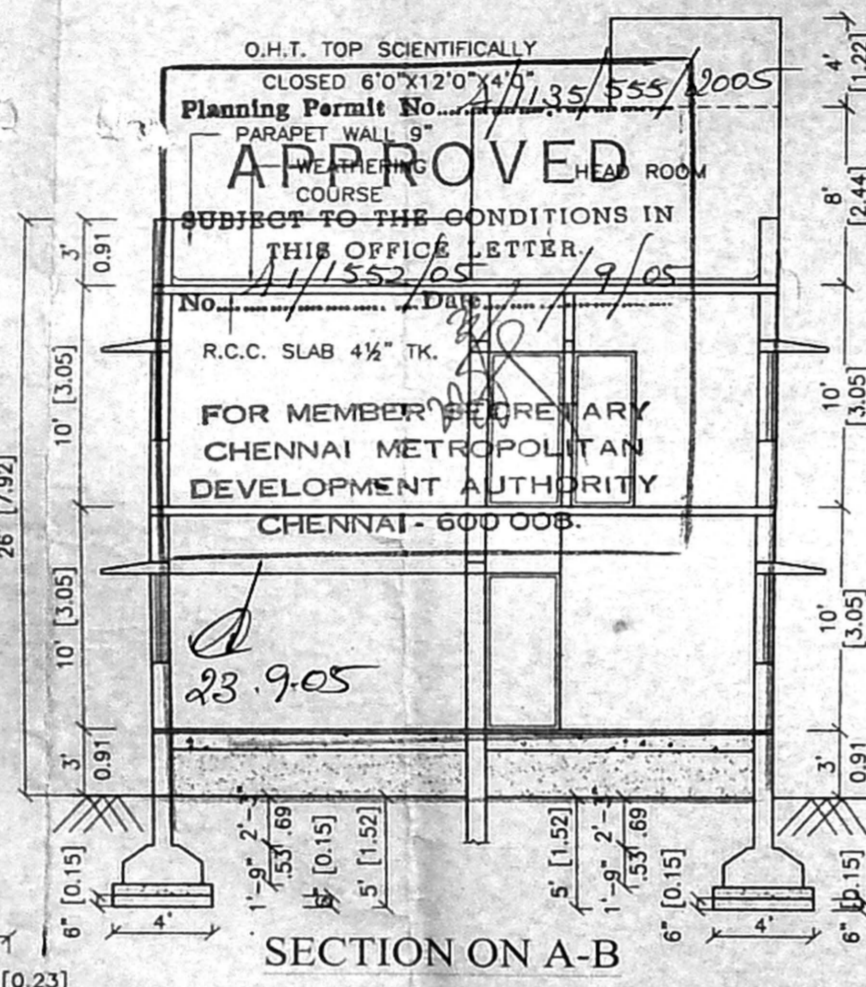 O.H.T. TOP SCIENTIFICALLY
CLOSED 6'0"X12'0"X4'0"
Planning Permit No. /9135/555/2005
PARAPET WALL 9"
APPROVED
WEATHERING
COURSE
HEAD ROOM
SUBJECT TO THE CONDITIONS IN
THIS OFFICE LETTER.
No. A1/1552/05 Date /9/05
R.C.C. SLAB 4½" TK.
FOR MEMBER SECRETARY
CHENNAI METROPOLITAN
DEVELOPMENT AUTHORITY
CHENNAI - 600 008.
23.9.05
4' [1.22]
8' [2.44]
10' [3.05]
10' [3.05]
3' 0.91
26' [7.92]
3' 0.91
10' [3.05]
10' [3.05]
3' 0.91
6" [0.15]
4'
1'-9" 2'-3"
.53 .69
[0.15]
5' [1.52]
5' [1.52]
1'-9" 2'-3"
.53 .69
6" [0.15]
4'
6" [0.15]
SECTION ON A-B
[0.23]